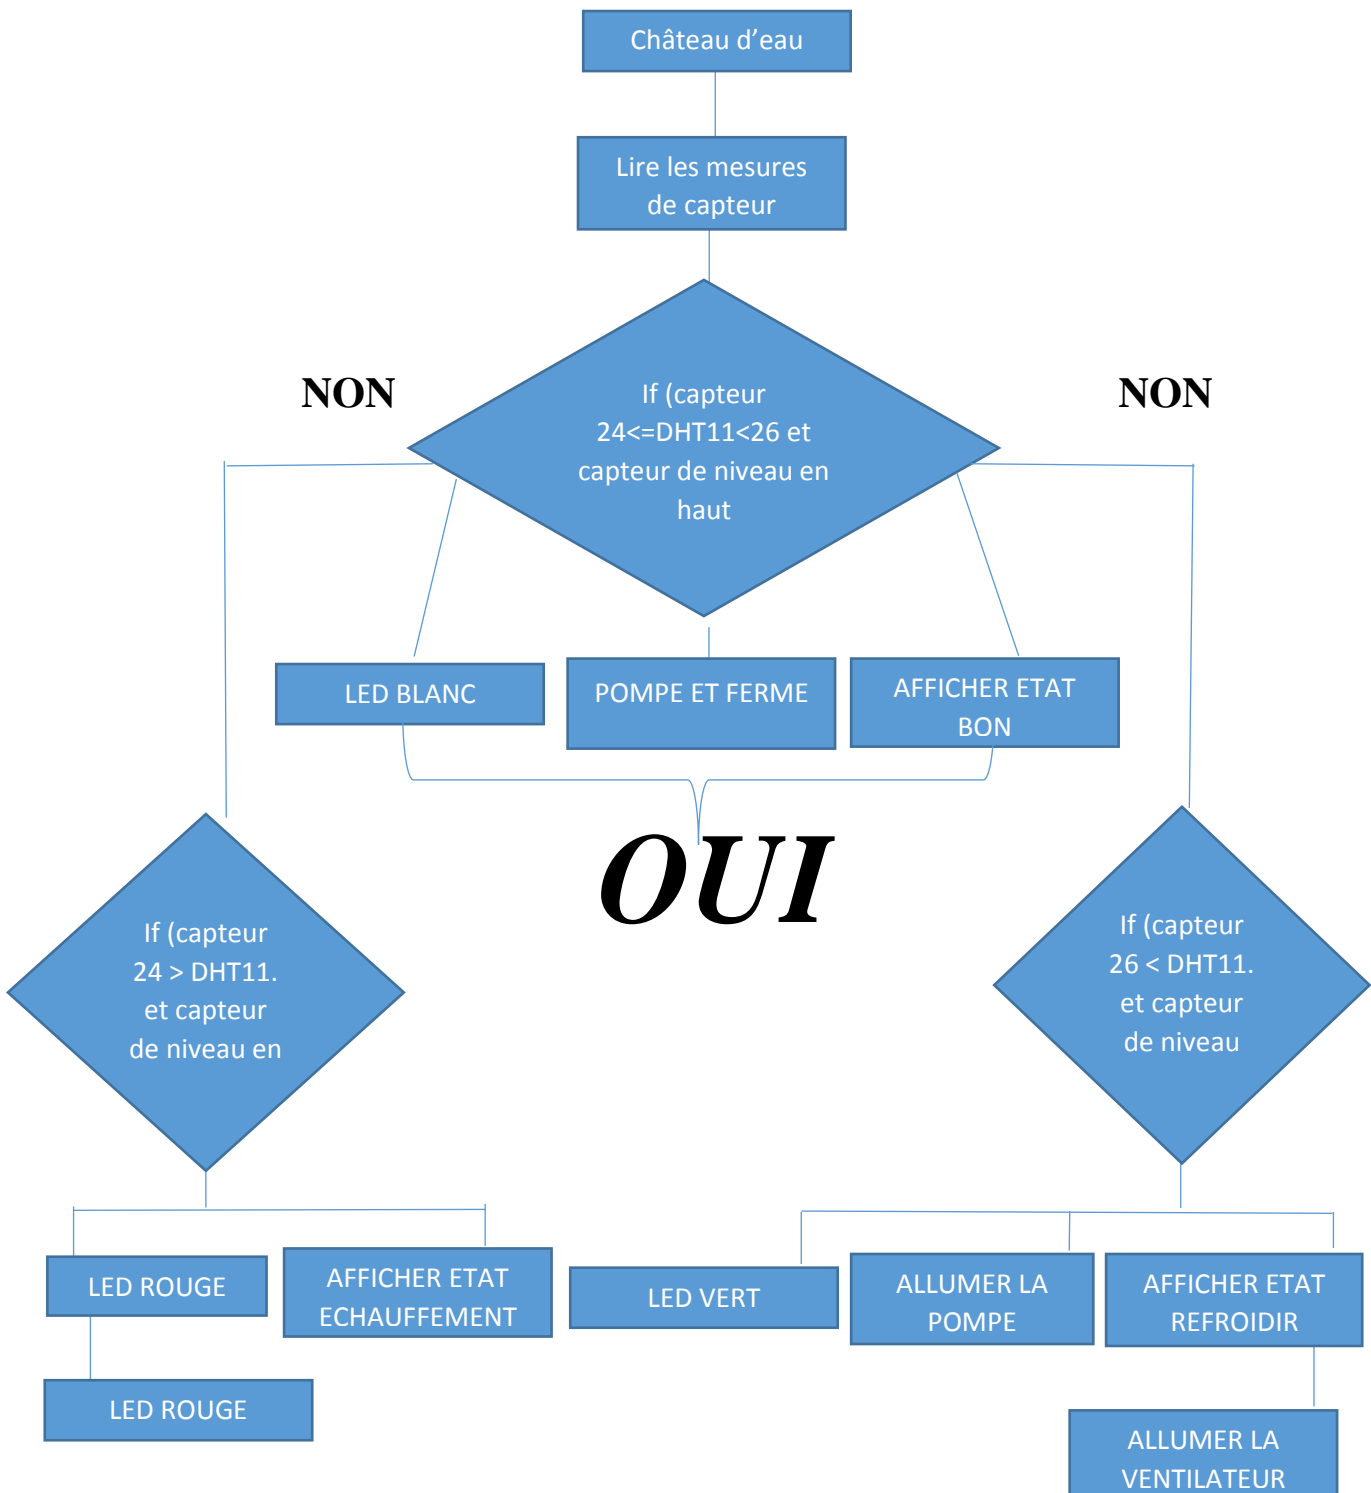 Château d’eau
Lire les mesures
de capteur
NON
NON
If (capteur
24<=DHT11<26 et
capteur de niveau en
haut
LED BLANC
POMPE ET FERME
AFFICHER ETAT
BON
OUI
If (capteur
24 > DHT11.
et capteur
de niveau en
If (capteur
26 < DHT11.
et capteur
de niveau
LED ROUGE
AFFICHER ETAT
ECHAUFFEMENT
LED VERT
ALLUMER LA
POMPE
AFFICHER ETAT
REFROIDIR
LED ROUGE
ALLUMER LA
VENTILATEUR